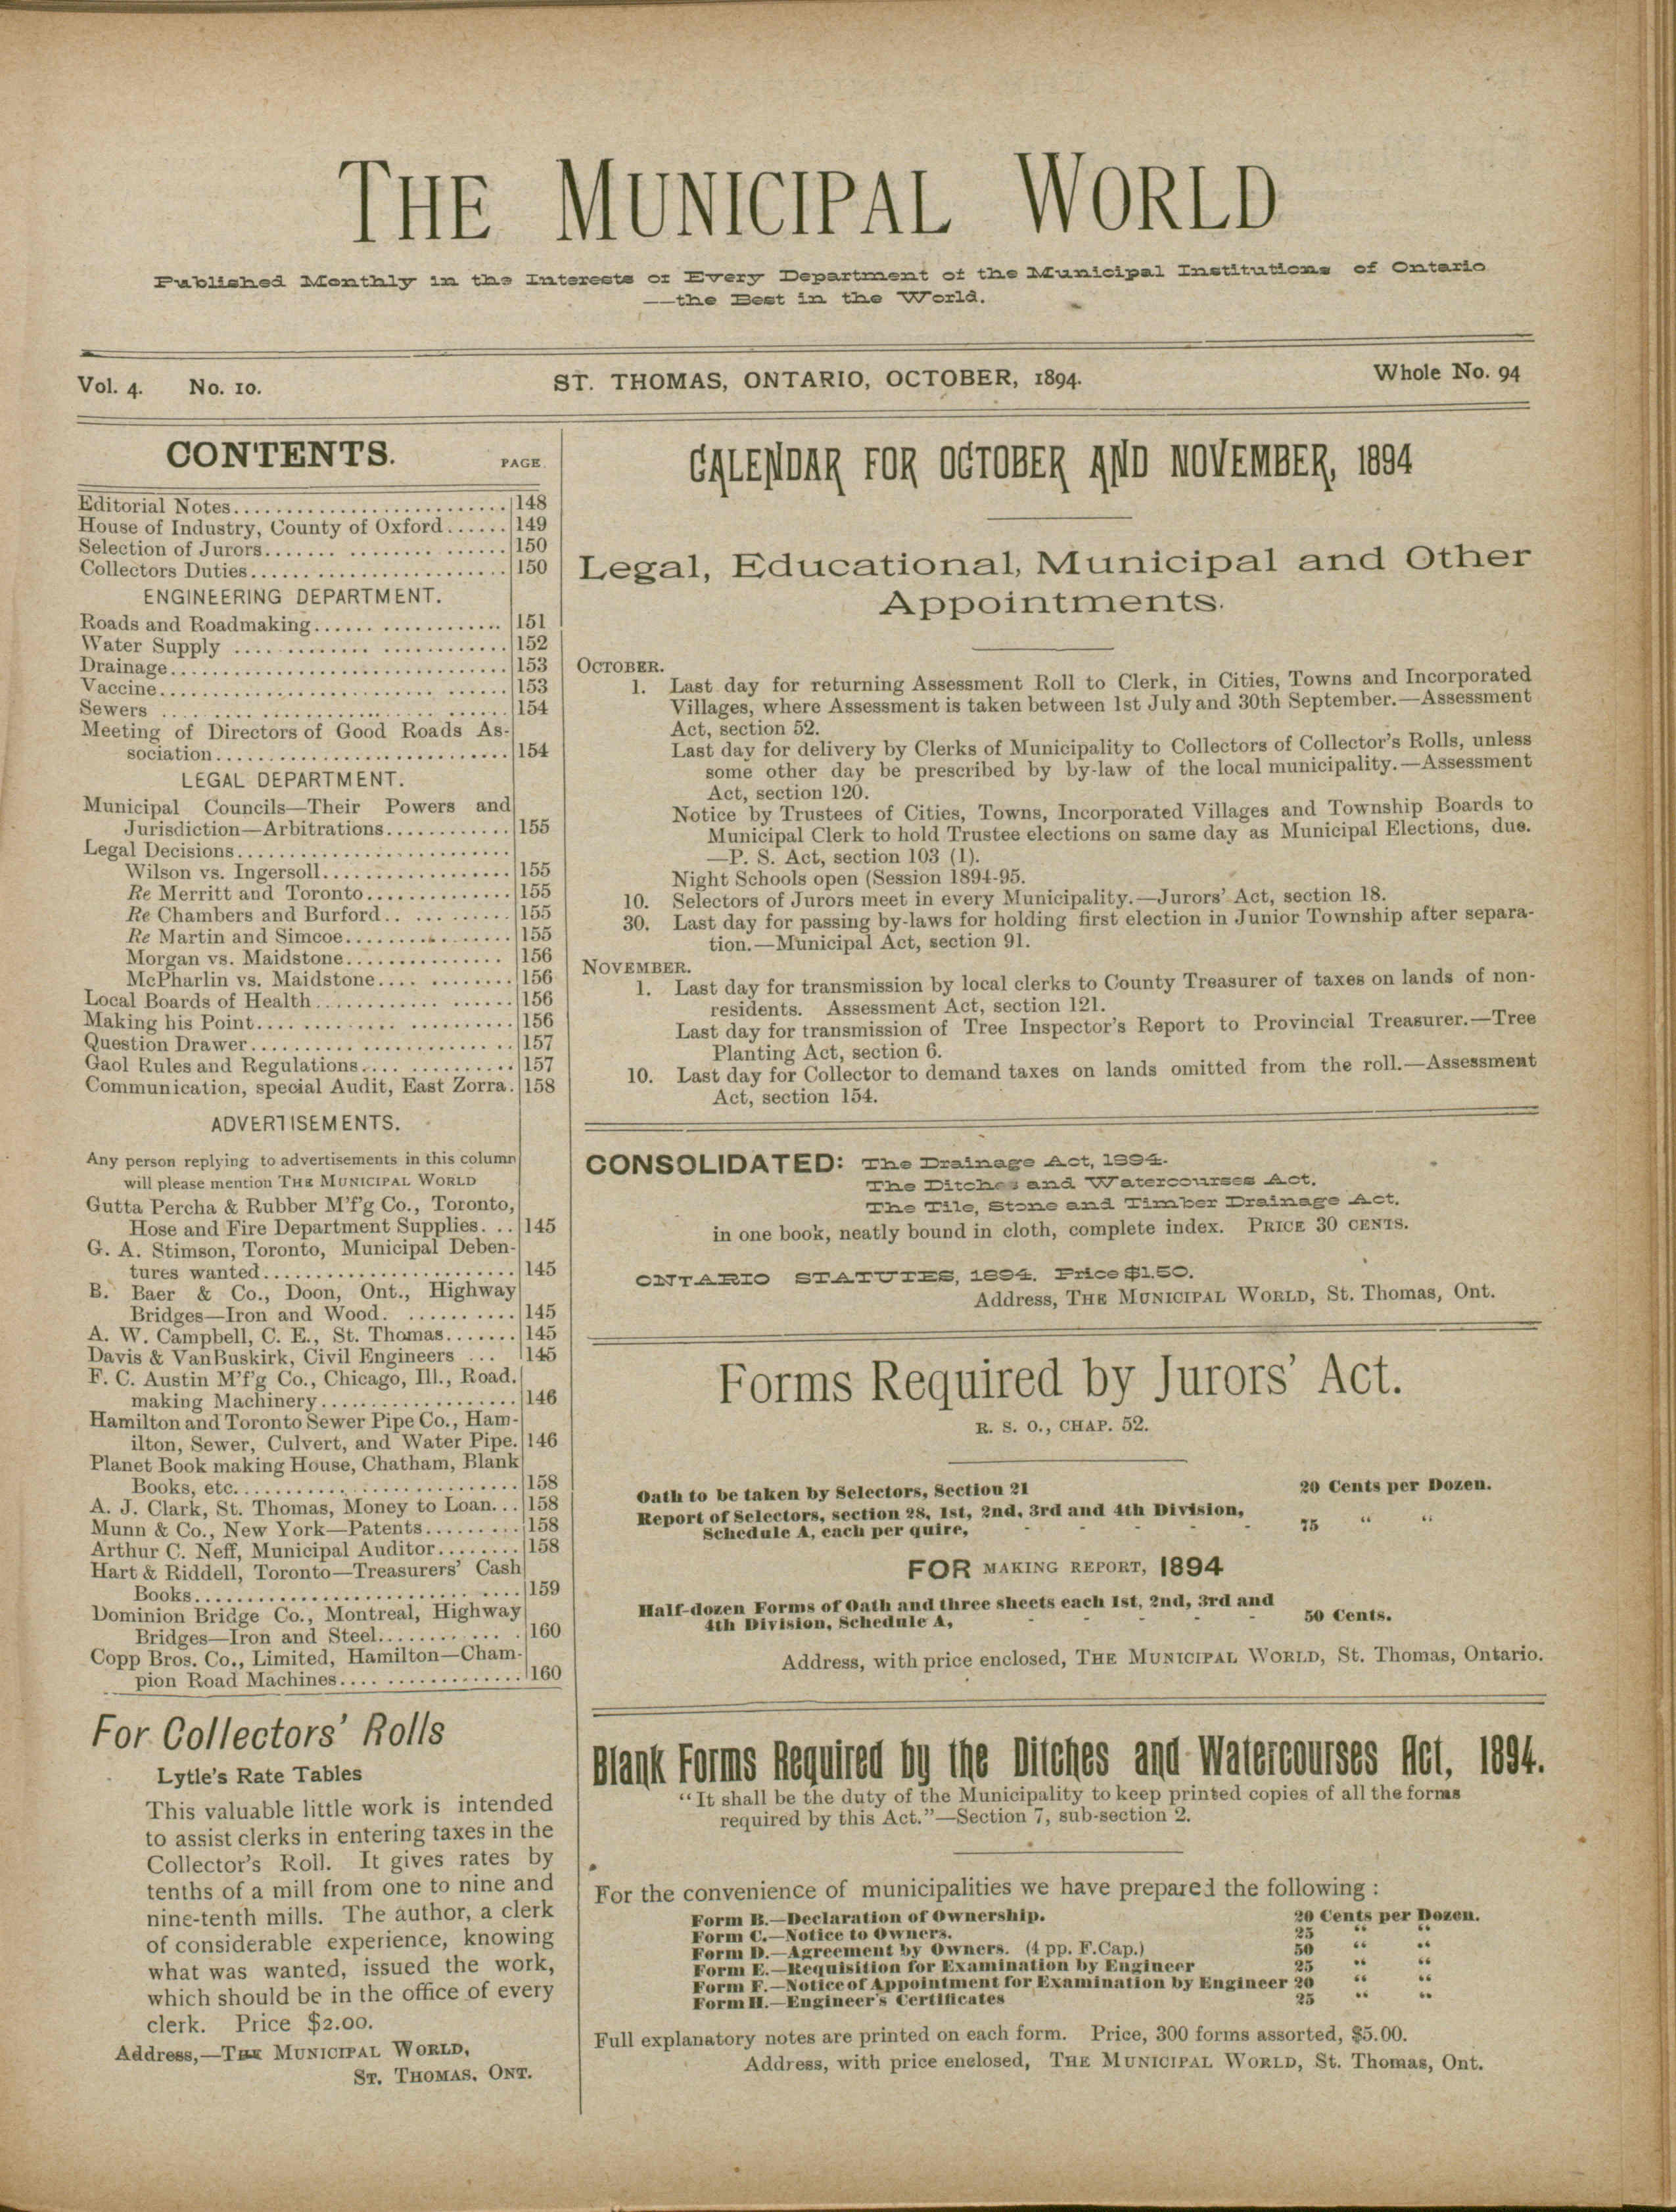 THE MUNICIPAL WORLD
Published Monthly in the Interests of Every Department of the Municipal Institutions of Ontario
—the Best in the World.
Vol. 4. No. 10.
ST. THOMAS, ONTARIO, OCTOBER, 1894.
Whole No. 94
CONTENTS.
PAGE.
Editorial Notes.......... 148
House of Industry, County of Oxford...... 149
Selection of Jurors.......... 150
Collectors Duties.......... 150
ENGINEERING DEPARTMENT.
Roads and Roadmaking.......... 151
Water Supply .......... 152
Drainage.......... 153
Vaccine.......... 153
Sewers .......... 154
Meeting of Directors of Good Roads As-
sociation.......... 154
LEGAL DEPARTMENT.
Municipal Councils—Their Powers and
Jurisdiction—Arbitrations.......... 155
Legal Decisions..........
Wilson vs. Ingersoll.......... 155
Re Merritt and Toronto.......... 155
Re Chambers and Burford.......... 155
Re Martin and Simcoe.......... 155
Morgan vs. Maidstone.......... 156
McPharlin vs. Maidstone.......... 156
Local Boards of Health.......... 156
Making his Point.......... 156
Question Drawer.......... 157
Gaol Rules and Regulations.......... 157
Communication, special Audit, East Zorra. 158
ADVERTISEMENTS.
Any person replying to advertisements in this column
will please mention THE MUNICIPAL WORLD
Gutta Percha & Rubber M'f'g Co., Toronto,
Hose and Fire Department Supplies. .. 145
G. A. Stimson, Toronto, Municipal Deben-
tures wanted.......... 145
B. Baer & Co., Doon, Ont., Highway
Bridges—Iron and Wood. .......... 145
A. W. Campbell, C. E., St. Thomas....... 145
Davis & VanBuskirk, Civil Engineers ... 145
F. C. Austin M'f'g Co., Chicago, Ill., Road.
making Machinery.......... 146
Hamilton and Toronto Sewer Pipe Co., Ham-
ilton, Sewer, Culvert, and Water Pipe. 146
Planet Book making House, Chatham, Blank
Books, etc.......... 158
A. J. Clark, St. Thomas, Money to Loan... 158
Munn & Co., New York—Patents......... 158
Arthur C. Neff, Municipal Auditor........ 158
Hart & Riddell, Toronto—Treasurers' Cash
Books.......... 159
Dominion Bridge Co., Montreal, Highway
Bridges—Iron and Steel.......... 160
Copp Bros. Co., Limited, Hamilton—Cham-
pion Road Machines.......... 160
For Collectors' Rolls
Lytle's Rate Tables
This valuable little work is intended
to assist clerks in entering taxes in the
Collector's Roll. It gives rates by
tenths of a mill from one to nine and
nine-tenth mills. The author, a clerk
of considerable experience, knowing
what was wanted, issued the work,
which should be in the office of every
clerk. Price $2.00.
Address,—THE MUNICIPAL WORLD,
ST. THOMAS, ONT.
CALENDAR FOR OCTOBER AND NOVEMBER, 1894
Legal, Educational, Municipal and Other
Appointments.
OCTOBER.
1. Last day for returning Assessment Roll to Clerk, in Cities, Towns and Incorporated
Villages, where Assessment is taken between 1st July and 30th September.—Assessment
Act, section 52.
Last day for delivery by Clerks of Municipality to Collectors of Collector's Rolls, unless
some other day be prescribed by by-law of the local municipality.—Assessment
Act, section 120.
Notice by Trustees of Cities, Towns, Incorporated Villages and Township Boards to
Municipal Clerk to hold Trustee elections on same day as Municipal Elections, due.
—P. S. Act, section 103 (1).
Night Schools open (Session 1894-95.
10. Selectors of Jurors meet in every Municipality.—Jurors' Act, section 18.
30. Last day for passing by-laws for holding first election in Junior Township after separa-
tion.—Municipal Act, section 91.
NOVEMBER.
1. Last day for transmission by local clerks to County Treasurer of taxes on lands of non-
residents. Assessment Act, section 121.
Last day for transmission of Tree Inspector's Report to Provincial Treasurer.—Tree
Planting Act, section 6.
10. Last day for Collector to demand taxes on lands omitted from the roll.—Assessment
Act, section 154.
CONSOLIDATED: The Drainage Act, 1894.
The Ditches and Watercourses Act.
The Tile, Stone and Timber Drainage Act.
in one book, neatly bound in cloth, complete index. PRICE 30 CENTS.
ONTARIO STATUTES, 1894. Price $1.50.
Address, THE MUNICIPAL WORLD, St. Thomas, Ont.
Forms Required by Jurors' Act.
R. S. O., CHAP. 52.
Oath to be taken by Selectors, Section 21 20 Cents per Dozen.
Report of Selectors, section 28, 1st, 2nd, 3rd and 4th Division,
Schedule A, each per quire, - - - 75 " "
FOR MAKING REPORT, 1894
Half-dozen Forms of Oath and three sheets each 1st, 2nd, 3rd and
4th Division, Schedule A, - - - - 50 Cents.
Address, with price enclosed, THE MUNICIPAL WORLD, St. Thomas, Ontario.
Blank Forms Required by the Ditches and Watercourses Act, 1894.
"It shall be the duty of the Municipality to keep printed copies of all the forms
required by this Act."—Section 7, sub-section 2.
For the convenience of municipalities we have prepared the following :
Form B.—Declaration of Ownership. 20 Cents per Dozen.
Form C.—Notice to Owners. 25 " "
Form D.—Agreement by Owners. (4 pp. F.Cap.) 50 " "
Form E.—Requisition for Examination by Engineer 25 " "
Form F.—Notice of Appointment for Examination by Engineer 20 " "
Form H.—Engineer's Certificates 25 " "
Full explanatory notes are printed on each form. Price, 300 forms assorted, $5.00.
Address, with price enclosed, THE MUNICIPAL WORLD, St. Thomas, Ont.